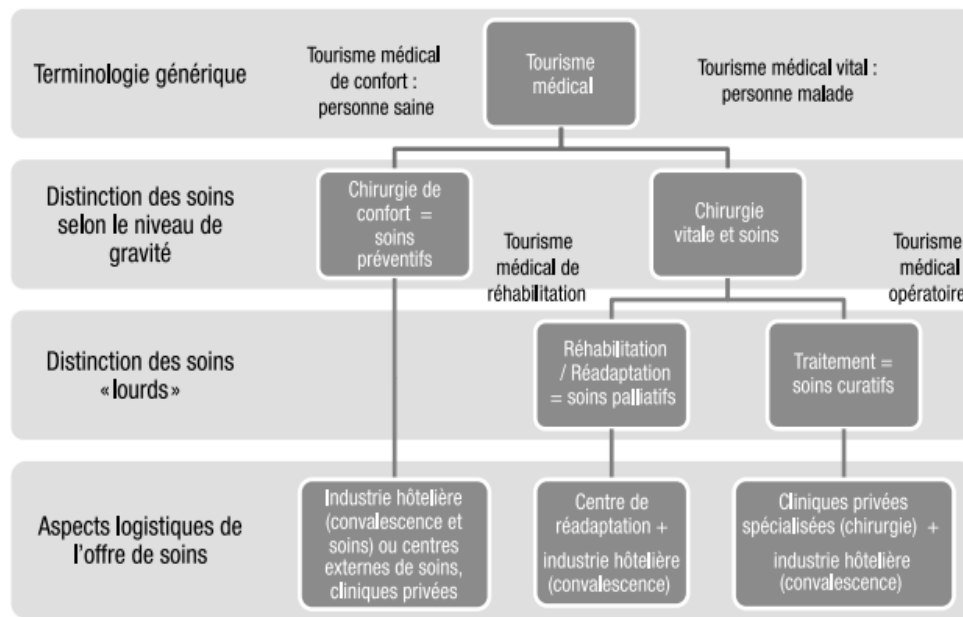 Terminologie générique
Tourisme médical
de confort :
personne saine
Tourisme
médical
Tourisme médical vital :
personne malade
Distinction des soins
selon le niveau de
gravité
Chirurgie de
confort =
soins
préventifs
Tourisme
médical de
réhabilitation
Chirurgie
vitale et soins
Tourisme
médical
opératoire
Distinction des soins
«lourds»
Réhabilitation
/ Réadaptation
= soins palliatifs
Traitement =
soins curatifs
Aspects logistiques de
l'offre de soins
Industrie hôtelière
(convalescence et
soins) ou centres
externes de soins,
cliniques privées
Centre de
réadaptation +
industrie hôtelière
(convalescence)
Cliniques privées
spécialisées (chirurgie) +
industrie hôtelière
(convalescence)